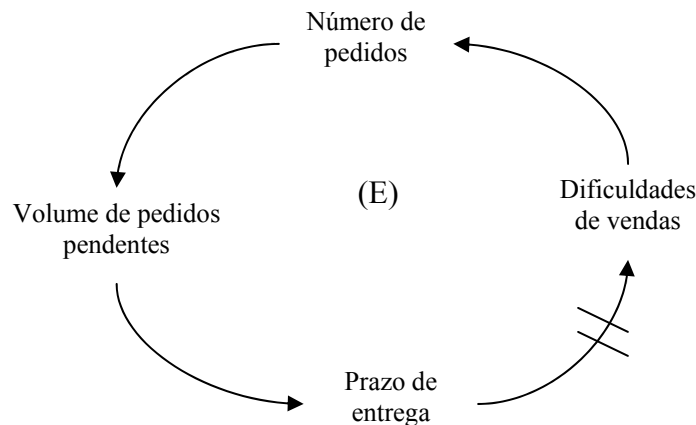 Número de
pedidos
(E)
Dificuldades
de vendas
Volume de pedidos
pendentes
Prazo de
entrega